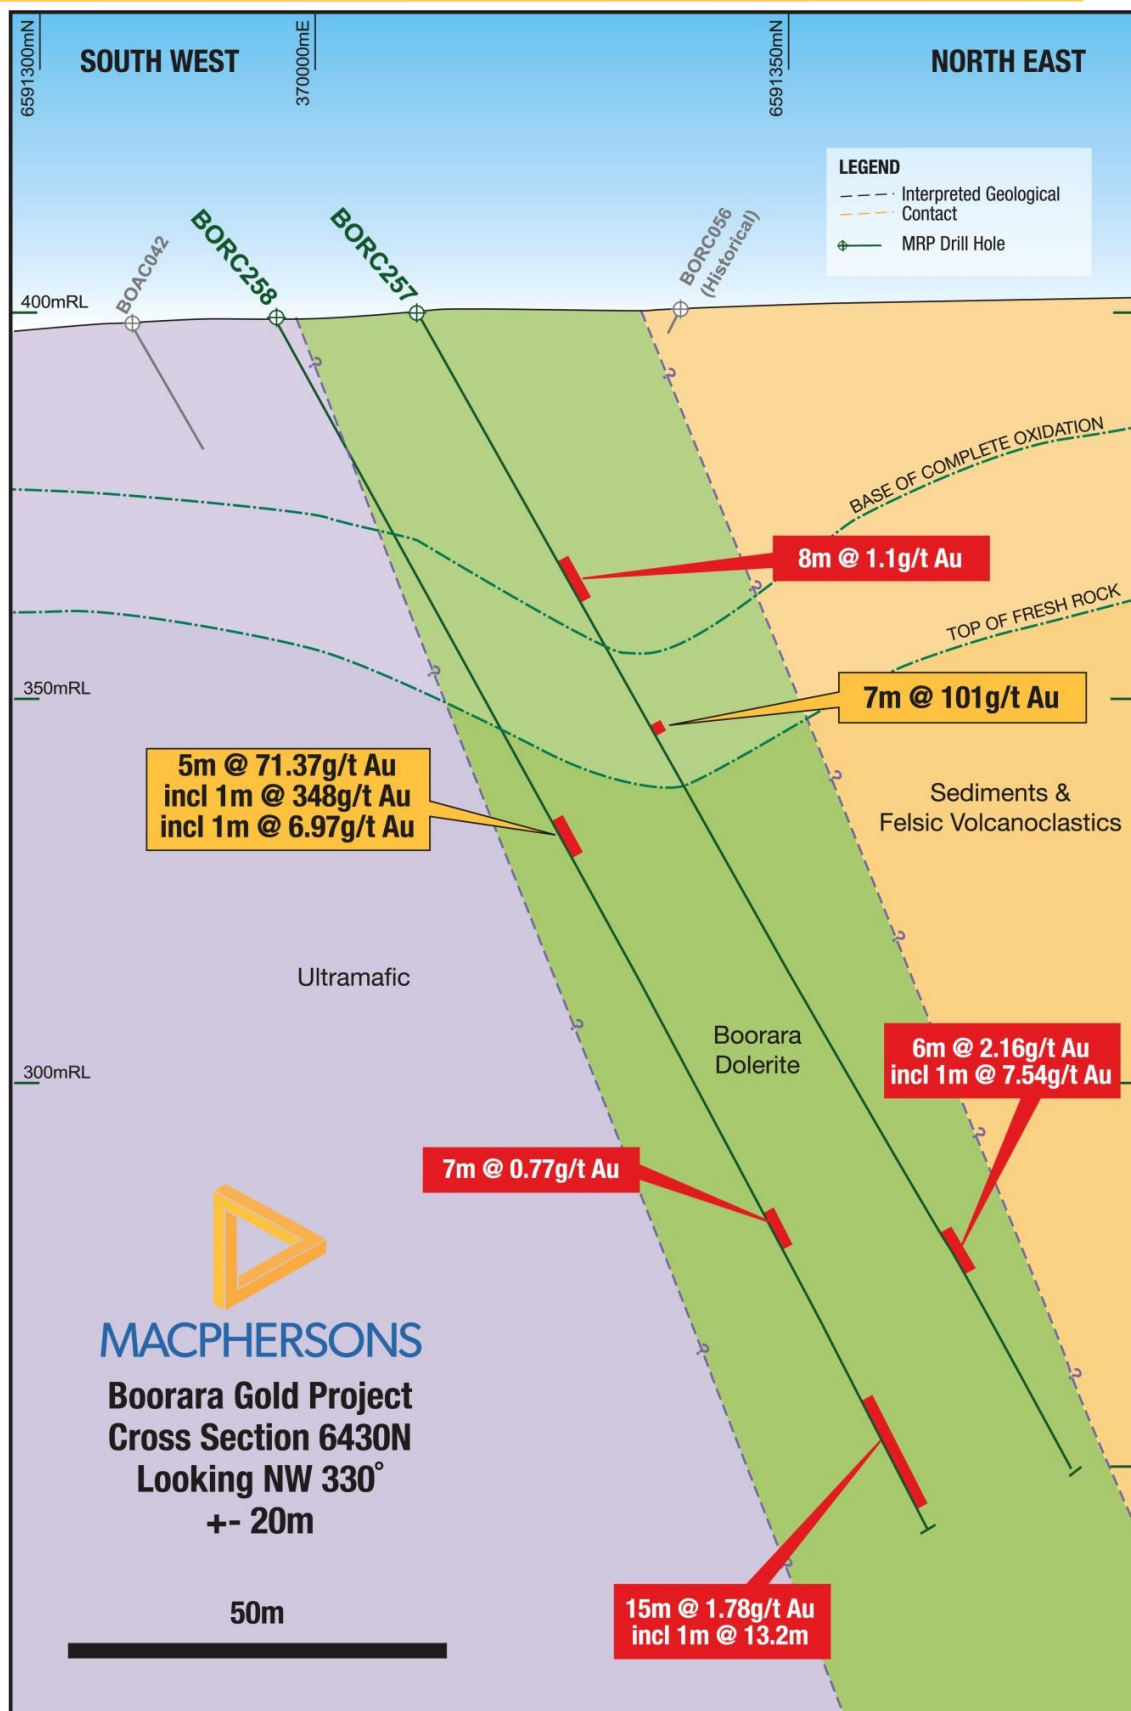 6591300mN
SOUTH WEST
370000mE
6591350mN
NORTH EAST
LEGEND
Interpreted Geological
Contact
MRP Drill Hole
BOAC042
BORC258
BORC257
BORC056
(Historical)
400mRL
?
?
BASE OF COMPLETE OXIDATION
8m @ 1.1g/t Au
?
TOP OF FRESH ROCK
?
350mRL
7m @ 101g/t Au
5m @ 71.37g/t Au
incl 1m @ 348g/t Au
incl 1m @ 6.97g/t Au
?
Sediments &
Felsic Volcanoclastics
?
Ultramafic
?
Boorara
Dolerite
6m @ 2.16g/t Au
incl 1m @ 7.54g/t Au
300mRL
?
7m @ 0.77g/t Au
MACPHERSONS
?
?
Boorara Gold Project
Cross Section 6430N
Looking NW 330°
+- 20m
?
50m
15m @ 1.78g/t Au
incl 1m @ 13.2m